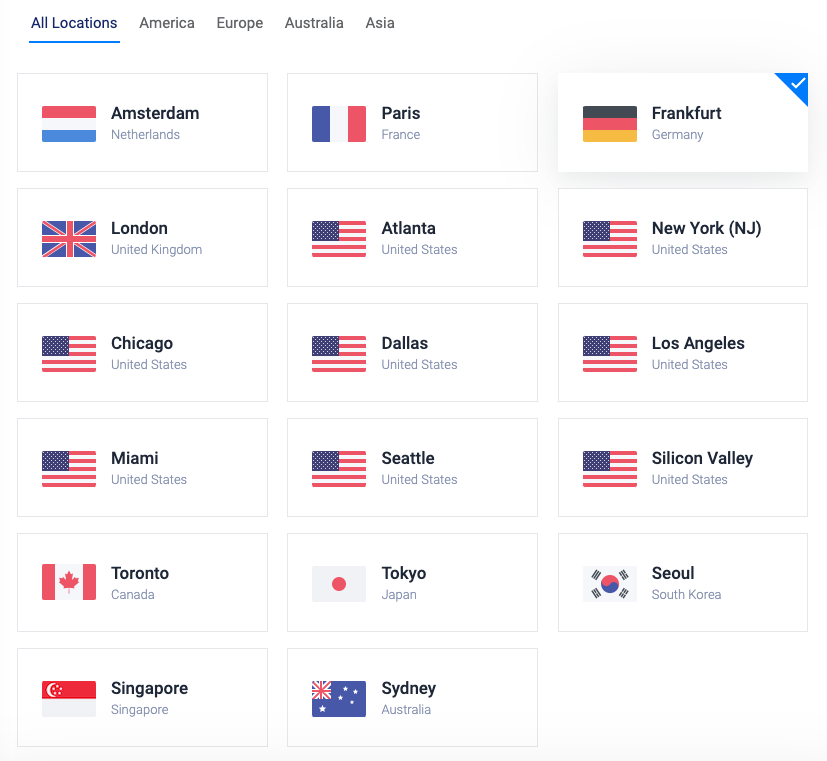 All Locations America Europe Australia Asia
Amsterdam
Netherlands
Paris
France
Frankfurt
Germany
London
United Kingdom
Atlanta
United States
New York (NJ)
United States
Chicago
United States
Dallas
United States
Los Angeles
United States
Miami
United States
Seattle
United States
Silicon Valley
United States
Toronto
Canada
Tokyo
Japan
Seoul
South Korea
Singapore
Singapore
Sydney
Australia